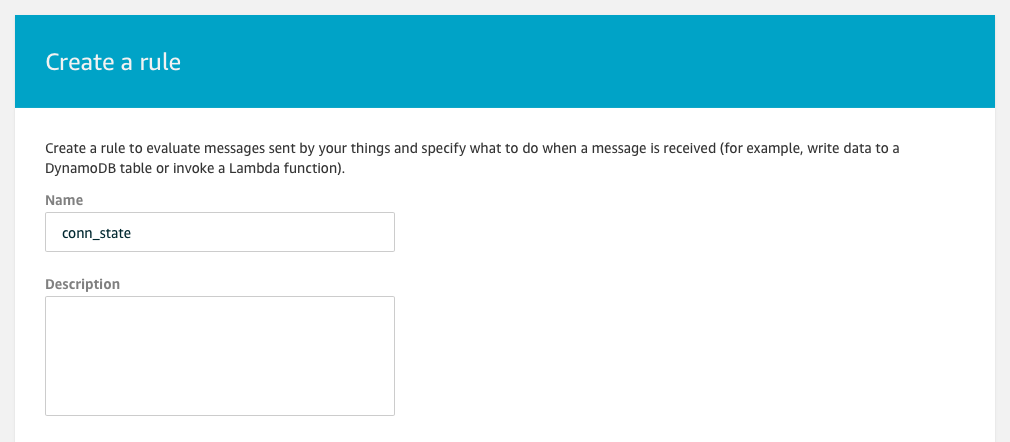 Create a rule
Create a rule to evaluate messages sent by your things and specify what to do when a message is received (for example, write data to a
DynamoDB table or invoke a Lambda function).
Name
conn_state
Description